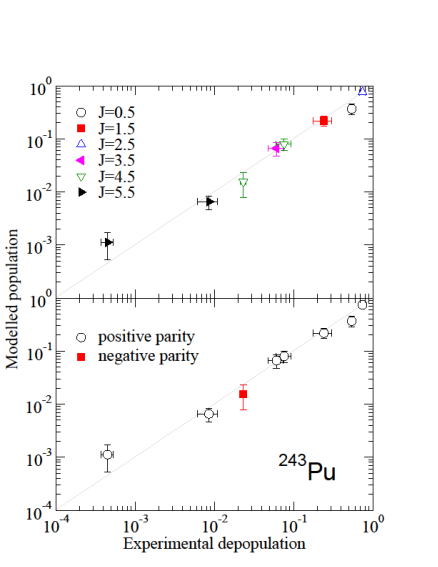 10^0
J=0.5
J=1.5
J=2.5
J=3.5
J=4.5
J=5.5
10^-1
10^-2
10^-3
10^0
10^-1
10^-2
10^-3
10^-4
Modelled population
positive parity
negative parity
^243Pu
10^-4 10^-3 10^-2 10^-1 10^0
Experimental depopulation